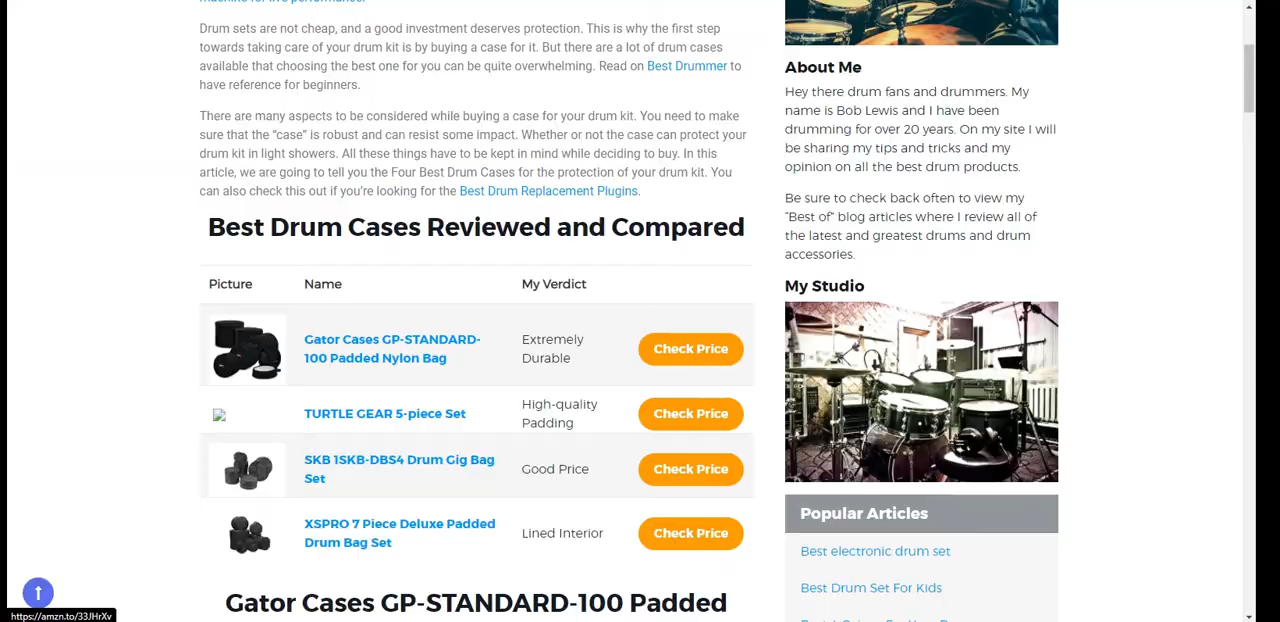 machine for live performance.
Drum sets are not cheap, and a good investment deserves protection. This is why the first step
towards taking care of your drum kit is by buying a case for it. But there are a lot of drum cases
available that choosing the best one for you can be quite overwhelming. Read on Best Drummer to
have reference for beginners.
There are many aspects to be considered while buying a case for your drum kit. You need to make
sure that the “case” is robust and can resist some impact. Whether or not the case can protect your
drum kit in light showers. All these things have to be kept in mind while deciding to buy. In this
article, we are going to tell you the Four Best Drum Cases for the protection of your drum kit. You
can also check this out if you’re looking for the Best Drum Replacement Plugins.
Best Drum Cases Reviewed and Compared
Picture Name My Verdict
Gator Cases GP-STANDARD-
100 Padded Nylon Bag
Extremely
Durable
Check Price
TURTLE GEAR 5-piece Set
High-quality
Padding
Check Price
SKB 1SKB-DBS4 Drum Gig Bag
Set
Good Price
Check Price
XSPRO 7 Piece Deluxe Padded
Drum Bag Set
Lined Interior
Check Price
Gator Cases GP-STANDARD-100 Padded
About Me
Hey there drum fans and drummers. My
name is Bob Lewis and I have been
drumming for over 20 years. On my site I will
be sharing my tips and tricks and my
opinion on all the best drum products.
Be sure to check back often to view my
“Best of” blog articles where I review all of
the latest and greatest drums and drum
accessories.
My Studio
Popular Articles
Best electronic drum set
Best Drum Set For Kids
https://amzn.to/33JHrXv